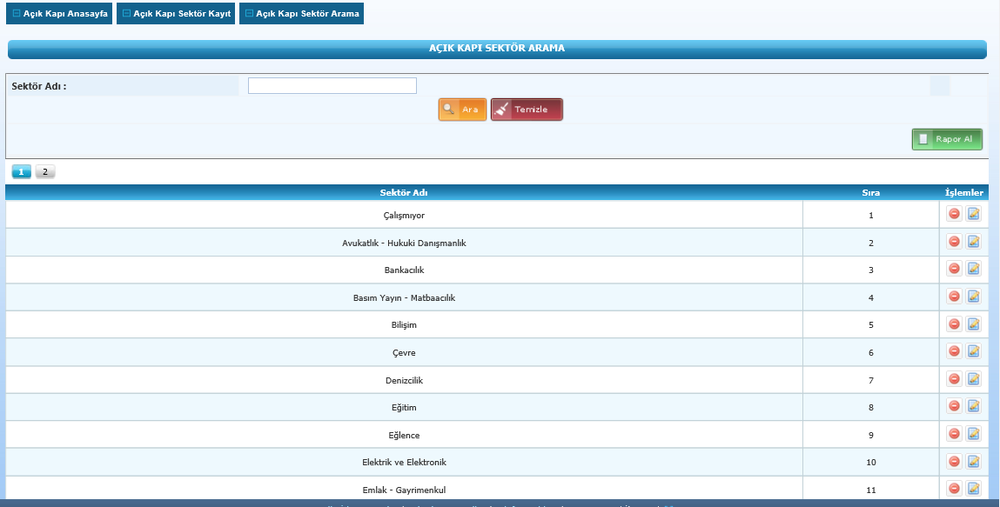 Açık Kapı Anasayfa Açık Kapı Sektör Kayıt Açık Kapı Sektör Arama
AÇIK KAPI SEKTÖR ARAMA
Sektör Adı :
Ara Temizle
Rapor Al
1 2
Sektör Adı Sıra İşlemler
Çalışmıyor 1
Avukatlık - Hukuki Danışmanlık 2
Bankacılık 3
Basım Yayın - Matbaacılık 4
Bilişim 5
Çevre 6
Denizcilik 7
Eğitim 8
Eğlence 9
Elektrik ve Elektronik 10
Emlak - Gayrimenkul 11